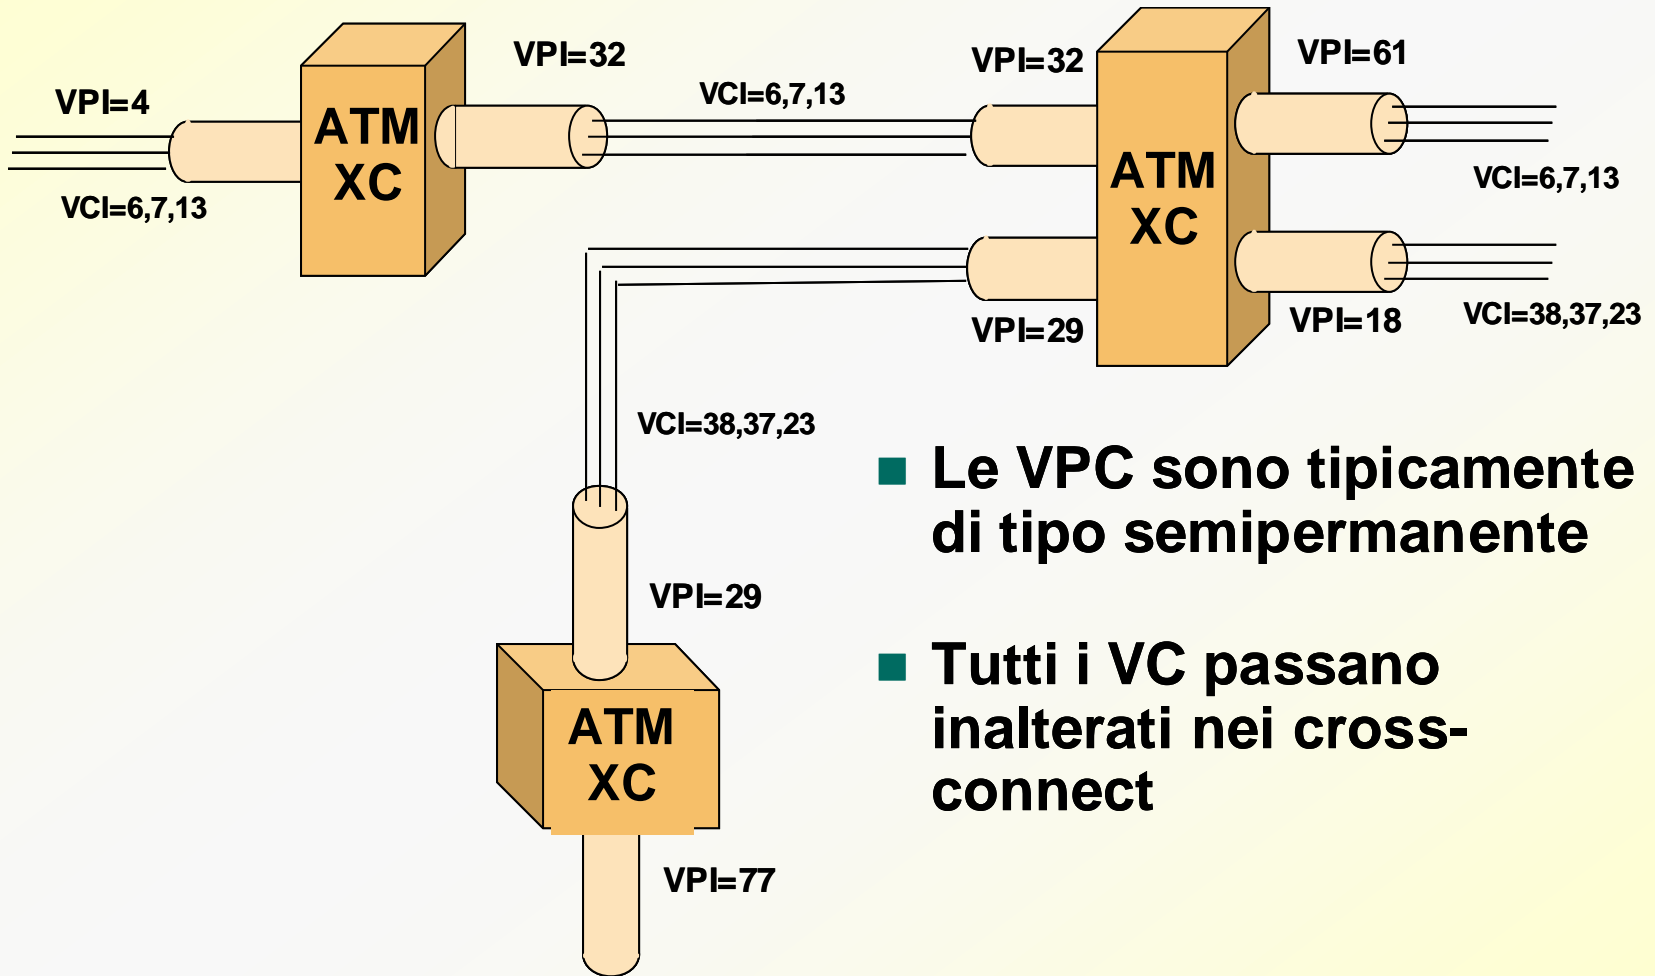 VPI=4
VCI=6,7,13
ATM
XC
VPI=32
VCI=6,7,13
VPI=32
ATM
XC
VPI=61
VCI=6,7,13
VPI=29
VPI=18
VCI=38,37,23
VCI=38,37,23
VPI=29
ATM
XC
VPI=77
Le VPC sono tipicamente
di tipo semipermanente
Tutti i VC passano
inalterati nei cross-
connect